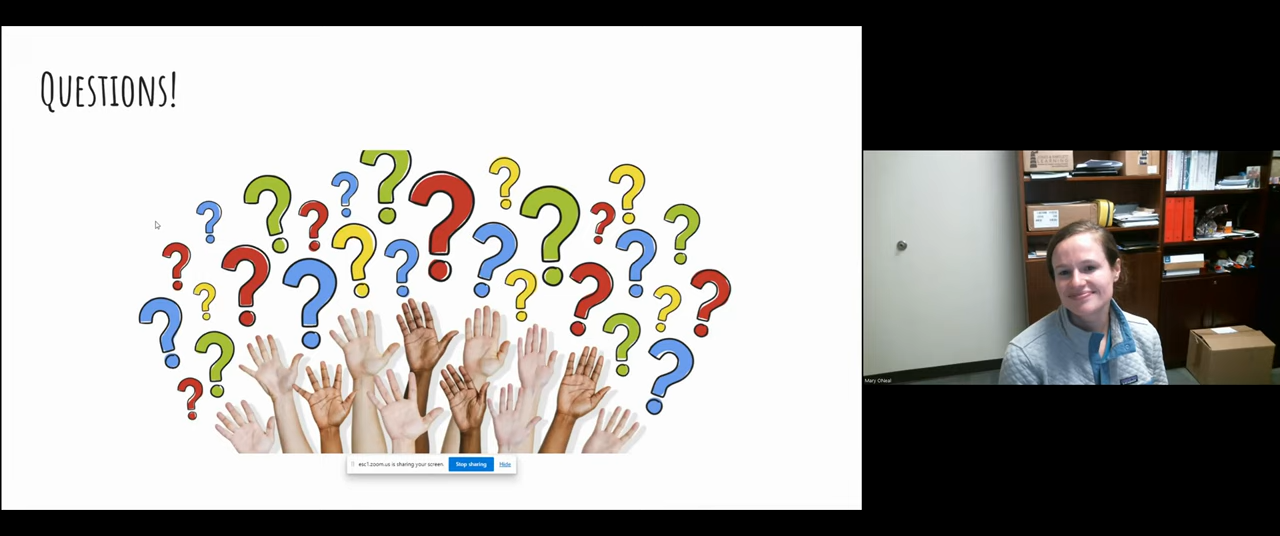 Questions!
esc1.zoom.us is sharing your screen.
Stop sharing
Hide
Mary ONeal